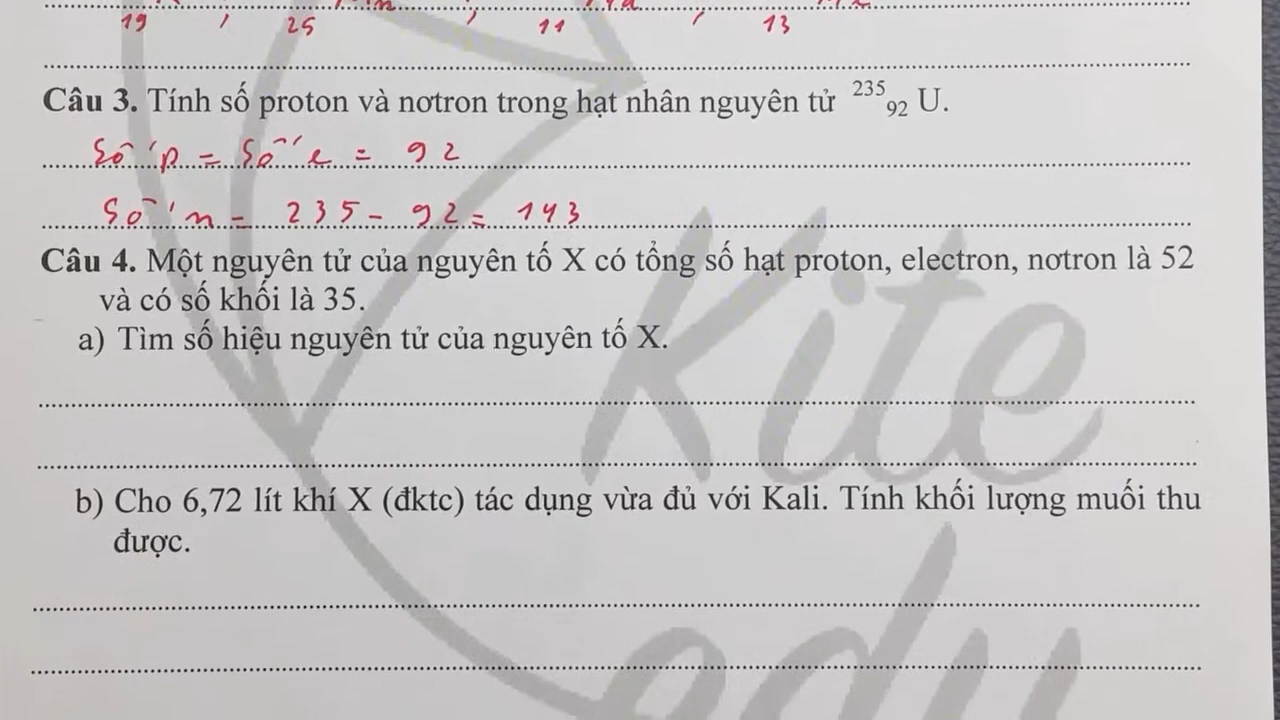 19 , 25 , 11 , 13
Câu 3. Tính số proton và nơtron trong hạt nhân nguyên tử ²³⁵₉₂ U.
Số p = Số e = 92
Số n = 235 - 92 = 143
Câu 4. Một nguyên tử của nguyên tố X có tổng số hạt proton, electron, nơtron là 52
và có số khối là 35.
a) Tìm số hiệu nguyên tử của nguyên tố X.
b) Cho 6,72 lít khí X (đktc) tác dụng vừa đủ với Kali. Tính khối lượng muối thu
được.
Kite
edu